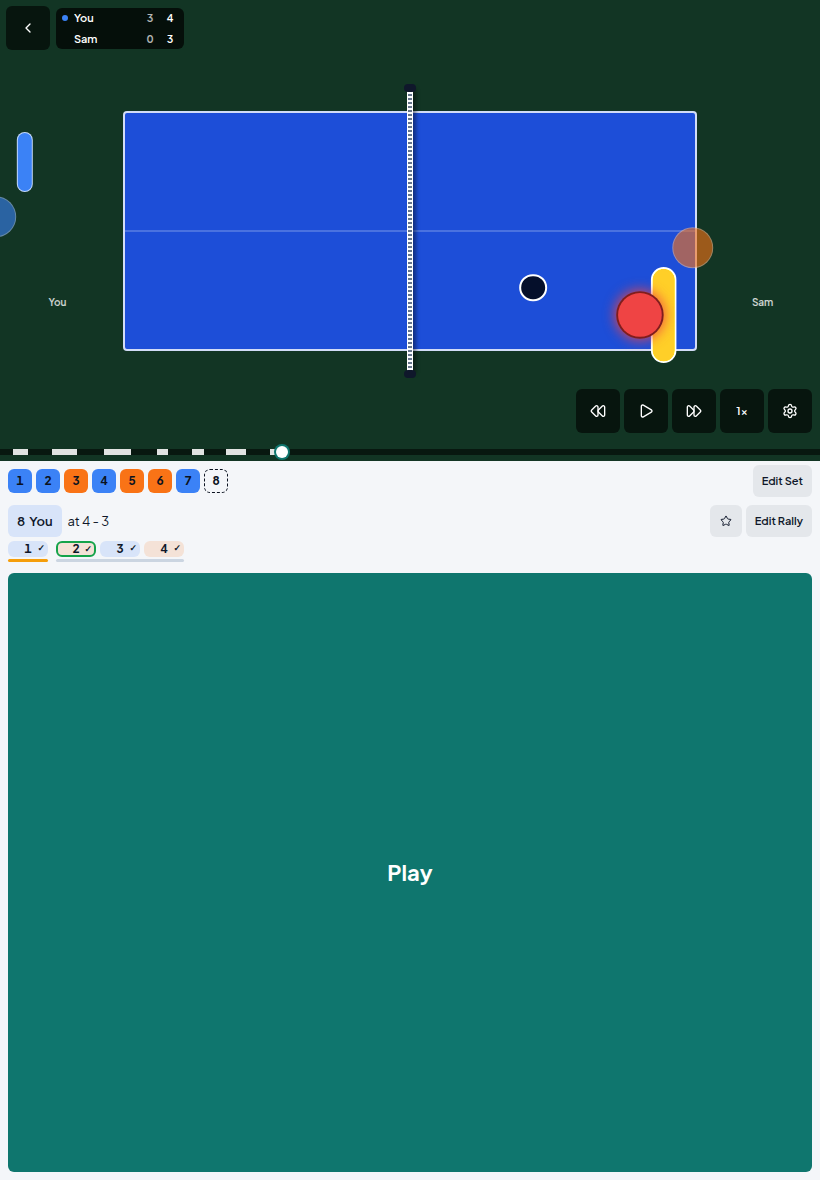 You 3 4
Sam 0 3
You
Sam
1×
1 2 3 4 5 6 7 8
Edit Set
8 You at 4 - 3
Edit Rally
1 ✓ 2 ✓ 3 ✓ 4 ✓
Play